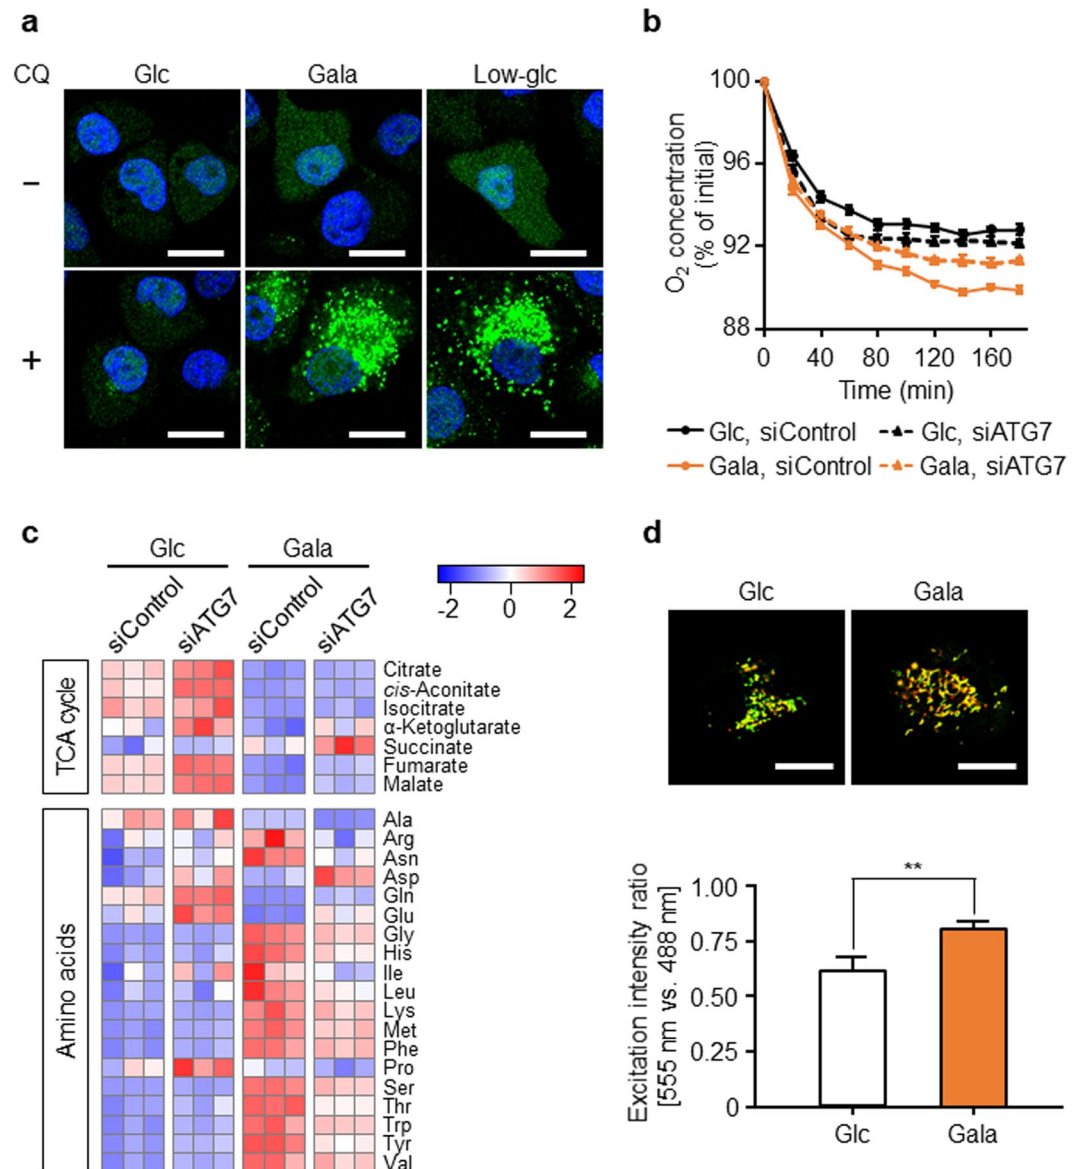 a
CQ Glc Gala Low-glc
−
+
b
O₂ concentration
(% of initial)
100
96
92
88
0 40 80 120 160
Time (min)
Glc, siControl Glc, siATG7
Gala, siControl Gala, siATG7
c
Glc Gala
siControl siATG7 siControl siATG7
-2 0 2
TCA cycle
Citrate
cis-Aconitate
Isocitrate
α-Ketoglutarate
Succinate
Fumarate
Malate
Amino acids
Ala
Arg
Asn
Asp
Gln
Glu
Gly
His
Ile
Leu
Lys
Met
Phe
Pro
Ser
Thr
Trp
Tyr
Val
d
Glc Gala
Excitation intensity ratio
[555 nm vs. 488 nm]
**
1.00
0.75
0.50
0.25
0
Glc Gala